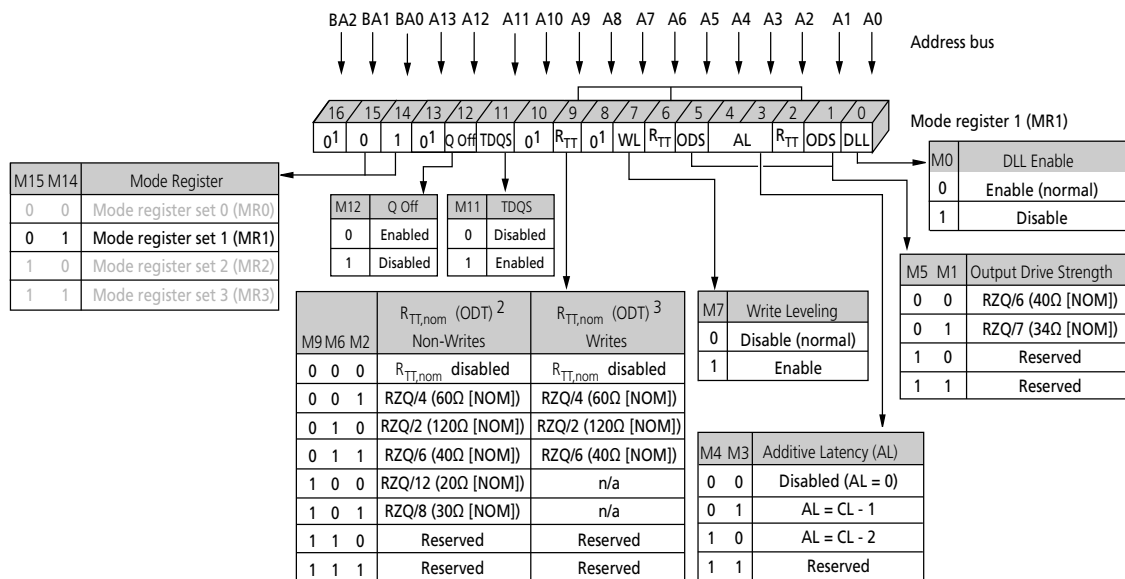 BA2 BA1 BA0 A13 A12 A11 A10 A9 A8 A7 A6 A5 A4 A3 A2 A1 A0
Address bus
16 15 14 13 12 11 10 9 8 7 6 5 4 3 2 1 0
0¹ 0 1 0¹ Q Off TDQS 0¹ RTT 0¹ WL RTT ODS AL RTT ODS DLL
Mode register 1 (MR1)
M15 M14 Mode Register
0 0 Mode register set 0 (MR0)
0 1 Mode register set 1 (MR1)
1 0 Mode register set 2 (MR2)
1 1 Mode register set 3 (MR3)
M12 Q Off
0 Enabled
1 Disabled
M11 TDQS
0 Disabled
1 Enabled
M0 DLL Enable
0 Enable (normal)
1 Disable
M5 M1 Output Drive Strength
0 0 RZQ/6 (40Ω [NOM])
0 1 RZQ/7 (34Ω [NOM])
1 0 Reserved
1 1 Reserved
RTT,nom (ODT) 2 RTT,nom (ODT) 3
M9 M6 M2 Non-Writes Writes
0 0 0 RTT,nom disabled RTT,nom disabled
0 0 1 RZQ/4 (60Ω [NOM]) RZQ/4 (60Ω [NOM])
0 1 0 RZQ/2 (120Ω [NOM]) RZQ/2 (120Ω [NOM])
0 1 1 RZQ/6 (40Ω [NOM]) RZQ/6 (40Ω [NOM])
1 0 0 RZQ/12 (20Ω [NOM]) n/a
1 0 1 RZQ/8 (30Ω [NOM]) n/a
1 1 0 Reserved Reserved
1 1 1 Reserved Reserved
M7 Write Leveling
0 Disable (normal)
1 Enable
M4 M3 Additive Latency (AL)
0 0 Disabled (AL = 0)
0 1 AL = CL - 1
1 0 AL = CL - 2
1 1 Reserved